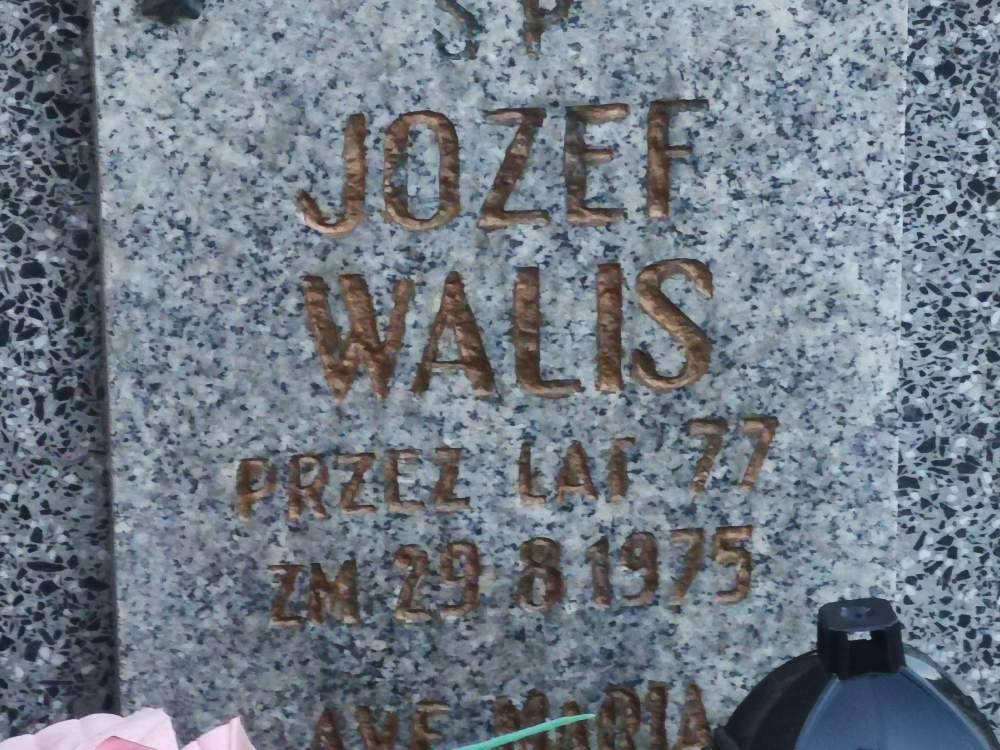 S P
JOZEF
WALIS
PRZEZ LAT 77
ZM 29 8 1975
AVE MARIA